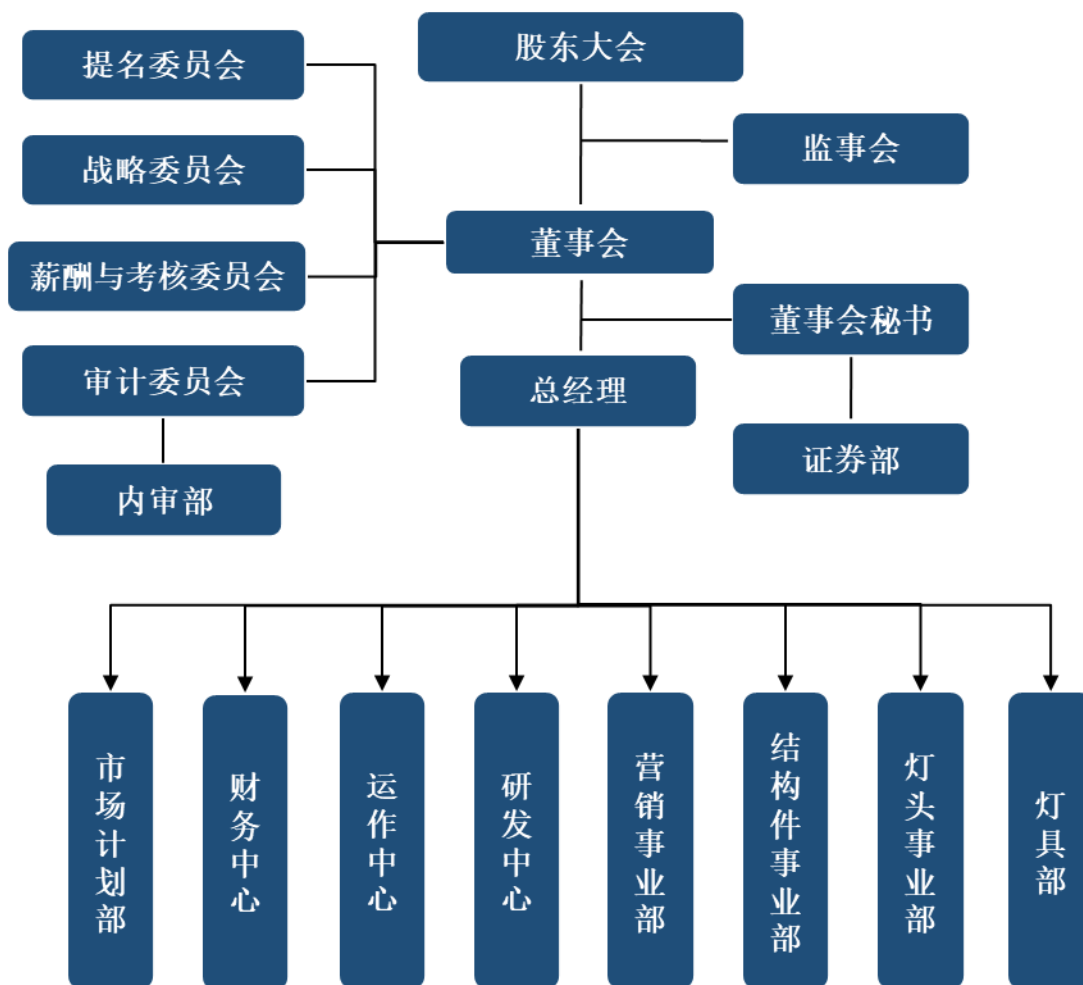 股东大会
提名委员会
监事会
战略委员会
董事会
薪酬与考核委员会
董事会秘书
审计委员会
总经理
证券部
内审部
市场计划部
财务中心
运作中心
研发中心
营销事业部
结构件事业部
灯头事业部
灯具部